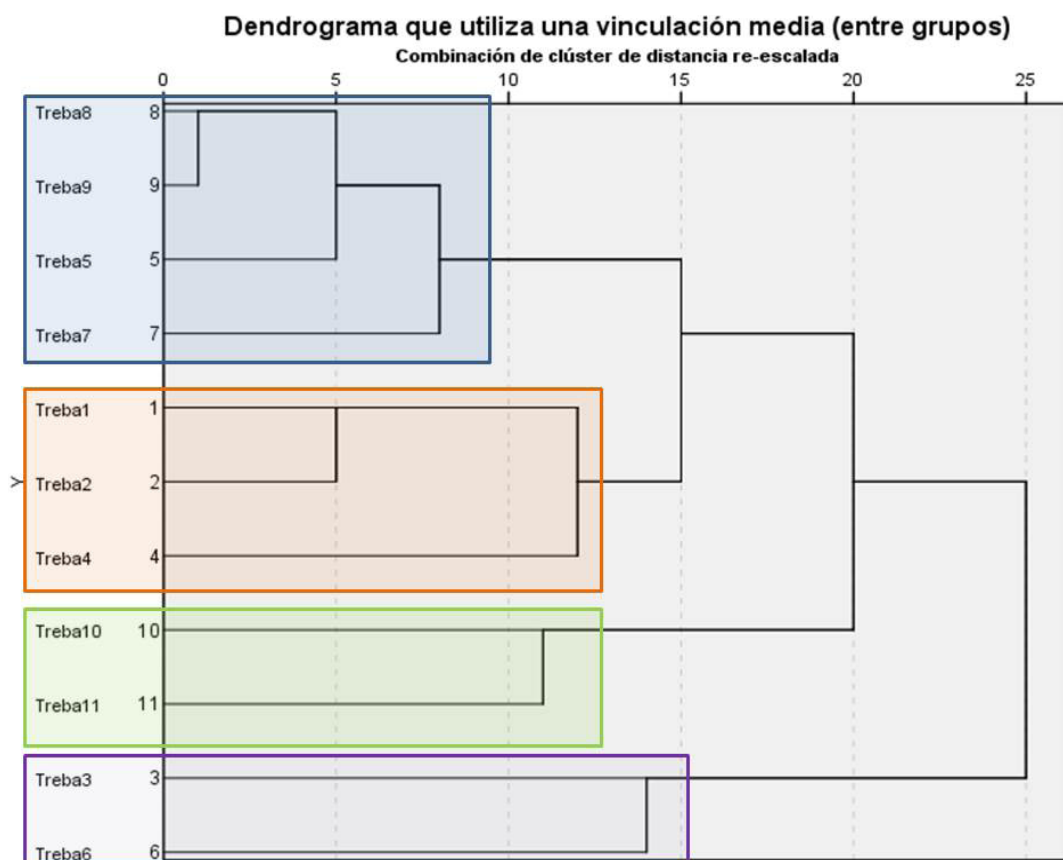 Dendrograma que utiliza una vinculación media (entre grupos)
Combinación de clúster de distancia re-escalada
0 5 10 15 20 25
Treba8 8
Treba9 9
Treba5 5
Treba7 7
Treba1 1
Y
Treba2 2
Treba4 4
Treba10 10
Treba11 11
Treba3 3
Treba6 6